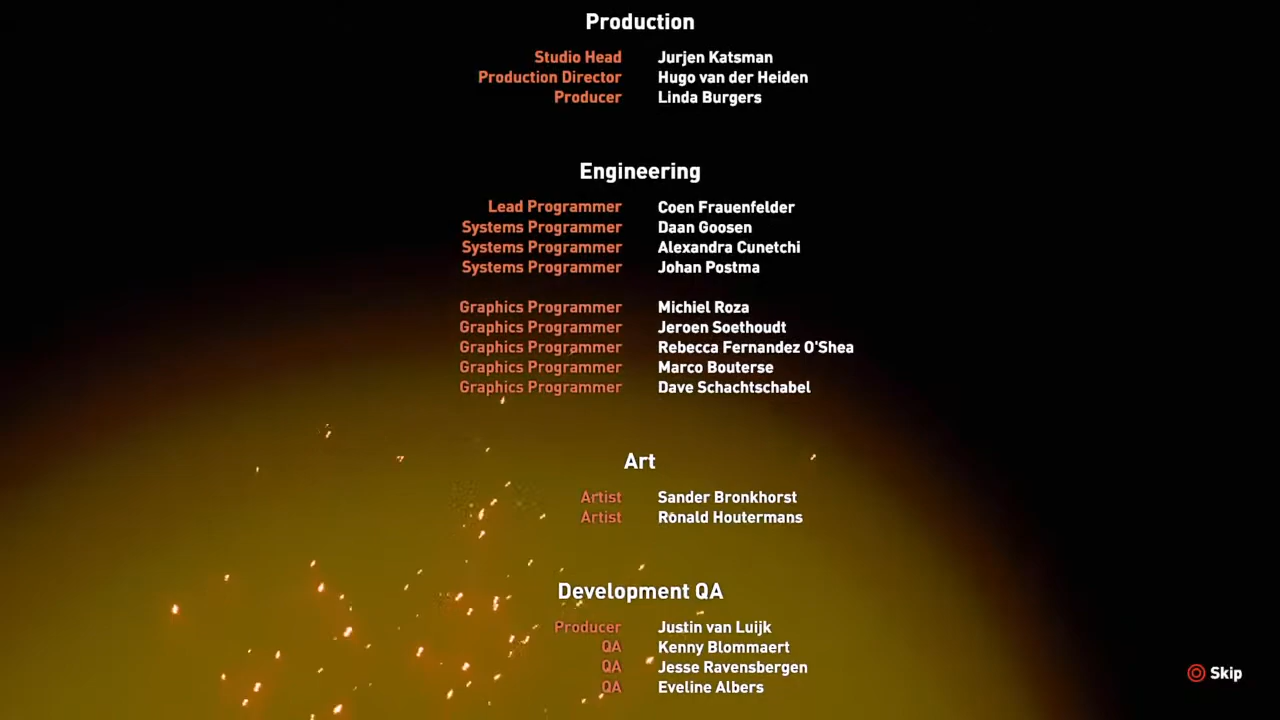 Production
Studio Head Jurjen Katsman
Production Director Hugo van der Heiden
Producer Linda Burgers
Engineering
Lead Programmer Coen Frauenfelder
Systems Programmer Daan Goosen
Systems Programmer Alexandra Cunetchi
Systems Programmer Johan Postma
Graphics Programmer Michiel Roza
Graphics Programmer Jeroen Soethoudt
Graphics Programmer Rebecca Fernandez O'Shea
Graphics Programmer Marco Bouterse
Graphics Programmer Dave Schachtschabel
Art
Artist Sander Bronkhorst
Artist Ronald Houtermans
Development QA
Producer Justin van Luijk
QA Kenny Blommaert
QA Jesse Ravensbergen
QA Eveline Albers
Skip